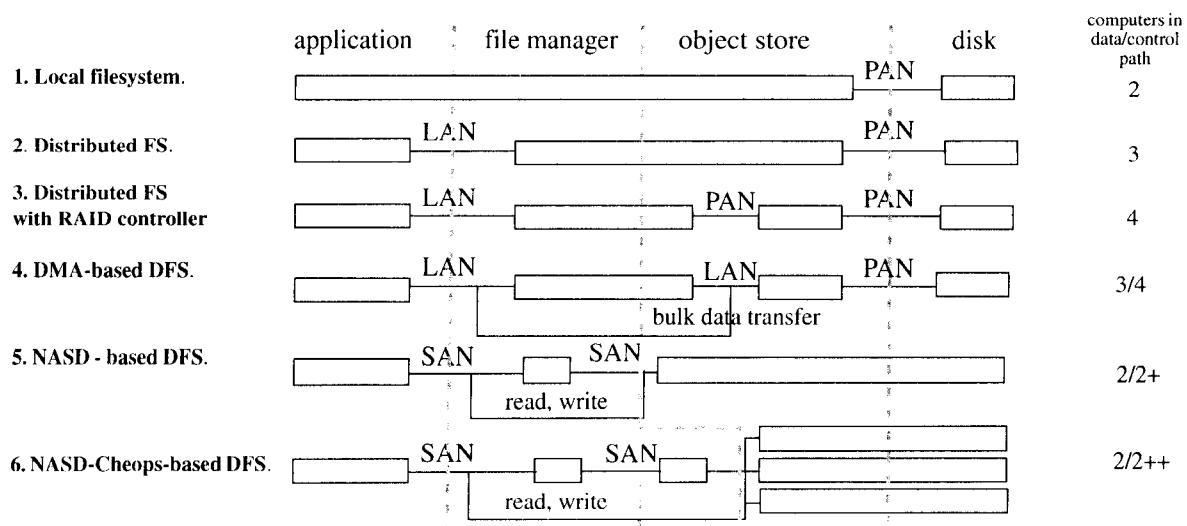 computers in
data/control
path
application file manager object store disk
1. Local filesystem.
PAN
2
2. Distributed FS.
LAN PAN
3
3. Distributed FS
with RAID controller
LAN PAN PAN
4
4. DMA-based DFS.
LAN LAN PAN
3/4
bulk data transfer
5. NASD - based DFS.
SAN SAN
2/2+
read, write
6. NASD-Cheops-based DFS.
SAN SAN
2/2++
read, write